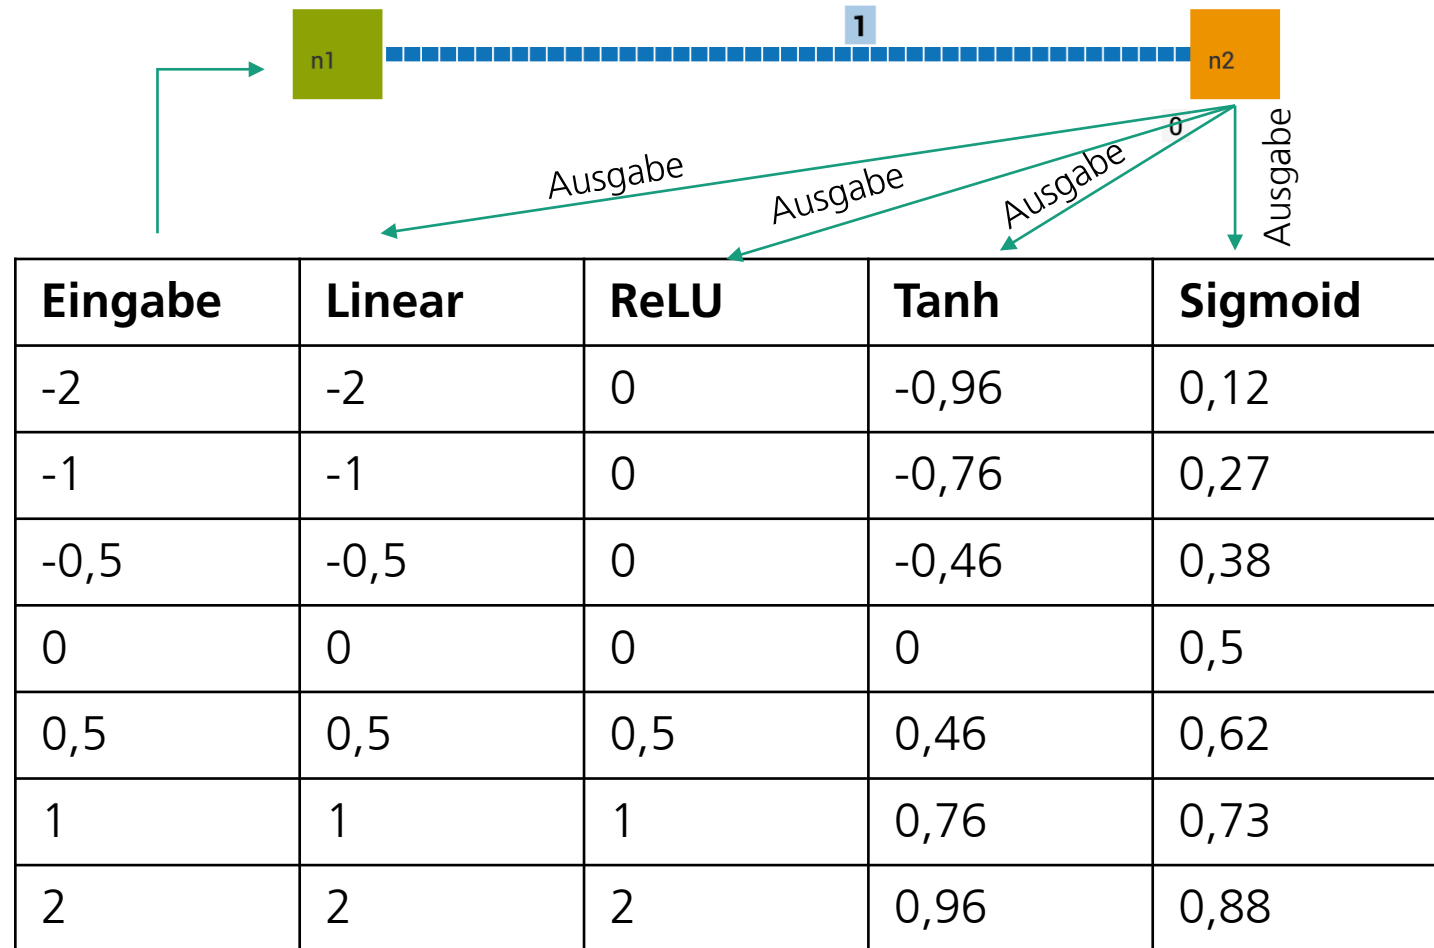 1
n1
n2
0
Ausgabe
Ausgabe
Ausgabe
Ausgabe
Eingabe Linear ReLU Tanh Sigmoid
-2 -2 0 -0,96 0,12
-1 -1 0 -0,76 0,27
-0,5 -0,5 0 -0,46 0,38
0 0 0 0 0,5
0,5 0,5 0,5 0,46 0,62
1 1 1 0,76 0,73
2 2 2 0,96 0,88